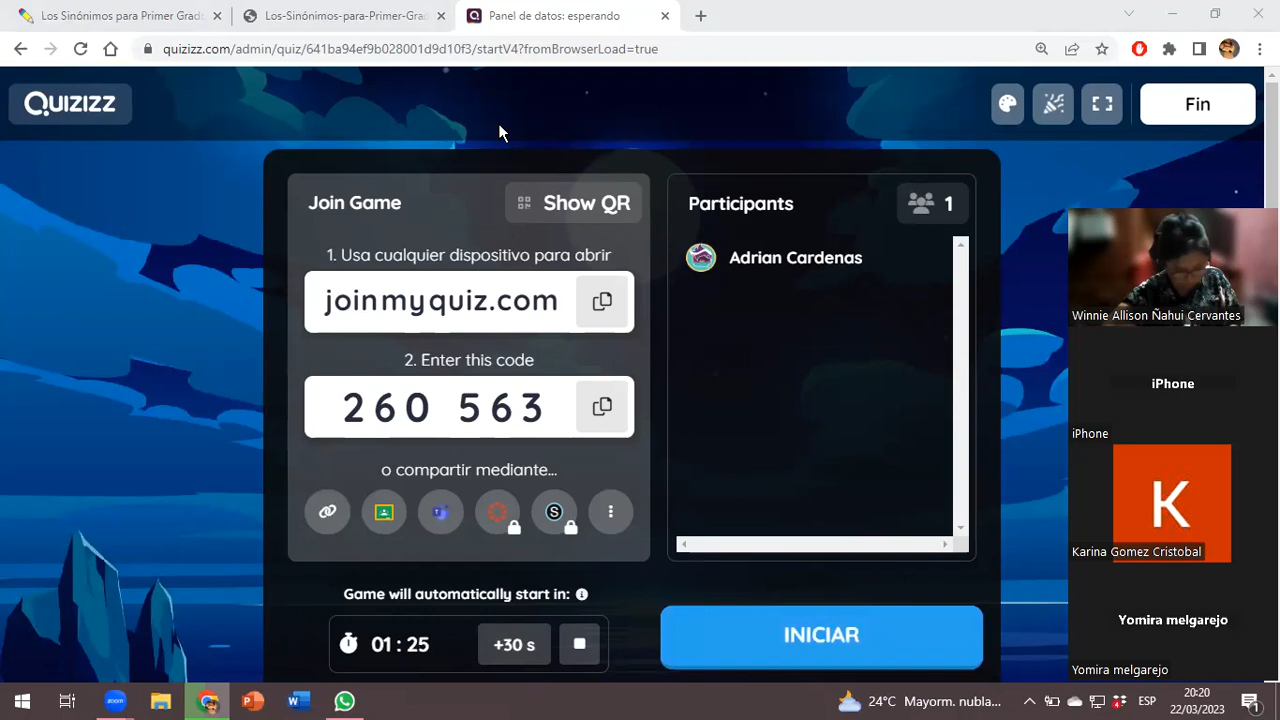 Los Sinónimos para Primer Grad
Los-Sinónimos-para-Primer-Grad
Panel de datos: esperando
quizizz.com/admin/quiz/641ba94ef9b028001d9d10f3/startV4?fromBrowserLoad=true
QUIZIZZ
Fin
Join Game
Show QR
1. Usa cualquier dispositivo para abrir
joinmyquiz.com
2. Enter this code
260 563
o compartir mediante...
S
Game will automatically start in:
01 : 25
+30 s
Participants
1
Adrian Cardenas
INICIAR
Winnie Allison Ñahui Cervantes
iPhone
iPhone
K
Karina Gomez Cristobal
Yomira melgarejo
Yomira melgarejo
zoom
24°C Mayorm. nubla...
ESP
20:20
22/03/2023